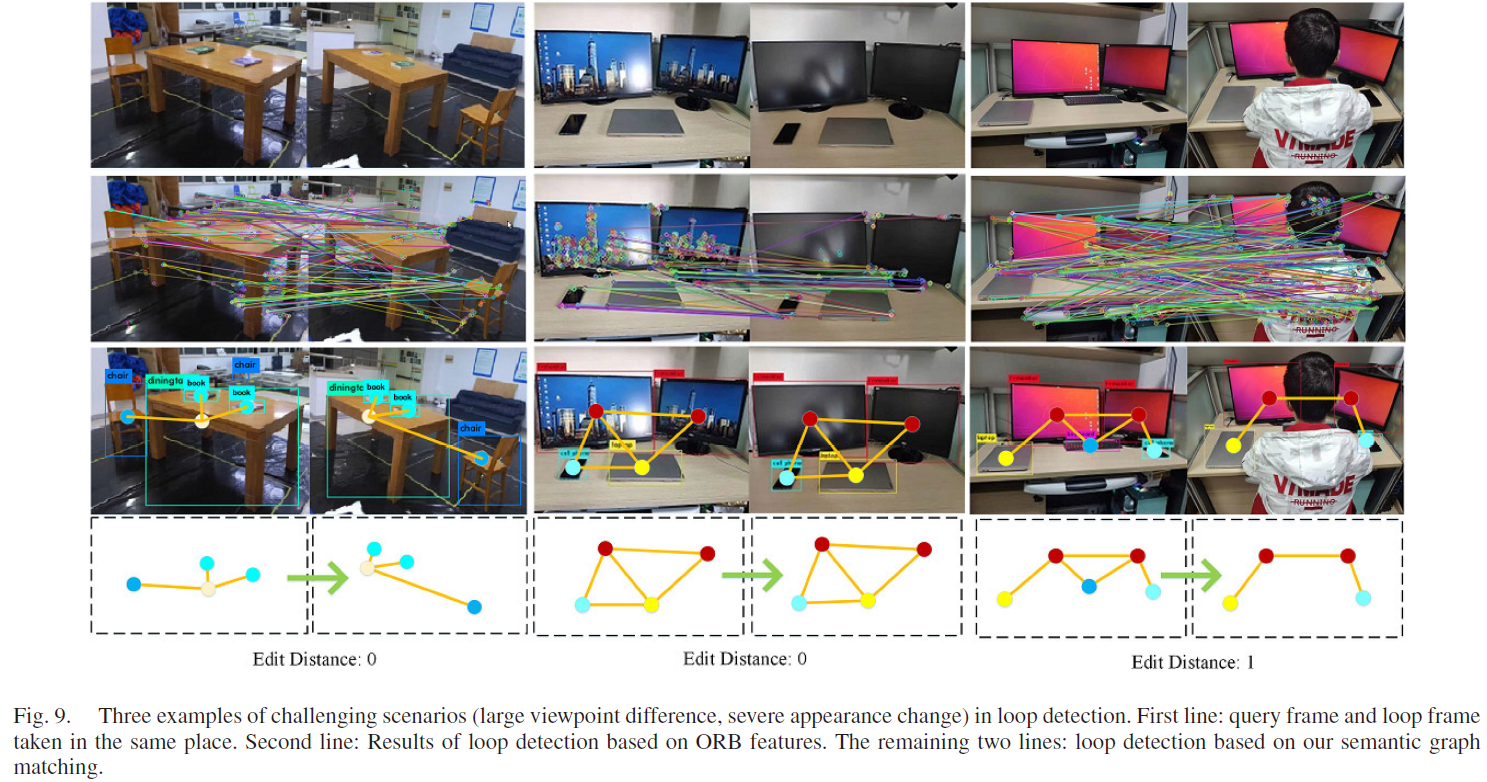 VIMADE
RUNNING
RUNNING
chair
diningta
book
chair
book
diningta
book
book
chair
cell phone
laptop
cell phone
laptop
laptop
cell phone
Edit Distance: 0
Edit Distance: 0
Edit Distance: 1
Fig. 9. Three examples of challenging scenarios (large viewpoint difference, severe appearance change) in loop detection. First line: query frame and loop frame
taken in the same place. Second line: Results of loop detection based on ORB features. The remaining two lines: loop detection based on our semantic graph
matching.